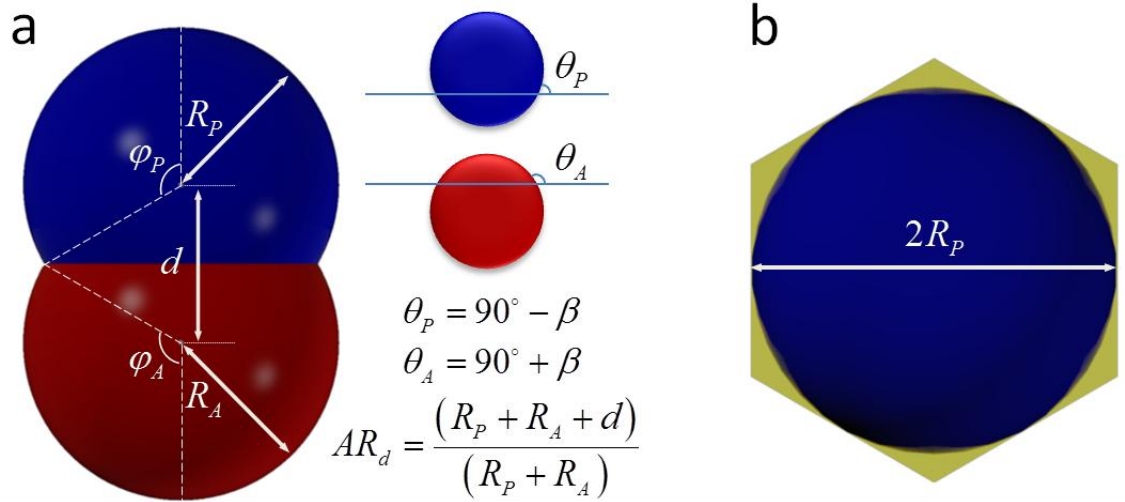 a
R_P
φ_P
d
φ_A
R_A
θ_P
θ_A
θ_P = 90° − β
θ_A = 90° + β
AR_d = (R_P + R_A + d) / (R_P + R_A)
b
2R_P